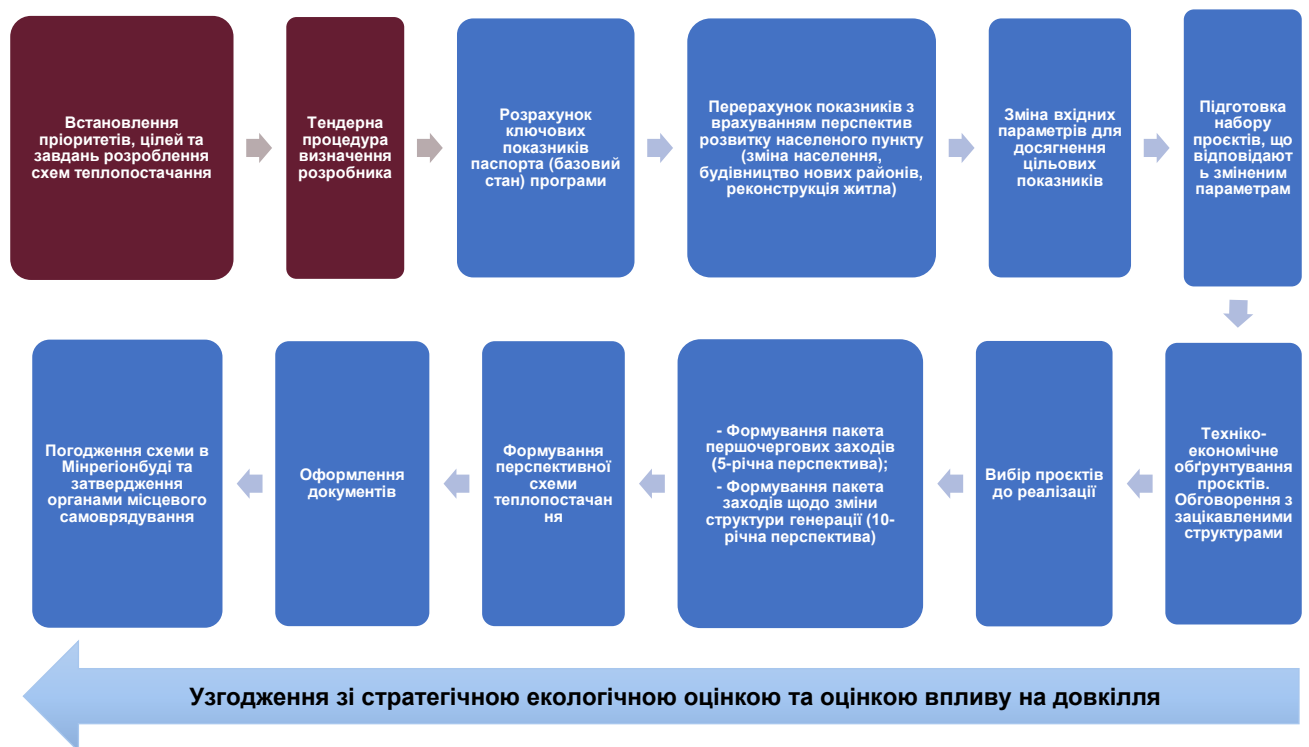 Встановлення
пріоритетів, цілей та
завдань розроблення
схем теплопостачання
Тендерна
процедура
визначення
розробника
Розрахунок
ключових
показників
паспорта (базовий
стан) програми
Перерахунок показників з
врахуванням перспектив
розвитку населеного пункту
(зміна населення,
будівництво нових районів,
реконструкція житла)
Зміна вхідних
параметрів для
досягнення
цільових
показників
Підготовка
набору
проєктів, що
відповідают
ь зміненим
параметрам
Техніко-
економічне
обґрунтування
проєктів.
Обговорення з
зацікавленими
структурами
Вибір проєктів
до реалізації
- Формування пакета
першочергових заходів
(5-річна перспектива);
- Формування пакета
заходів щодо зміни
структури генерації (10-
річна перспектива)
Формування
перспективної
схеми
теплопостачан
ня
Оформлення
документів
Погодження схеми в
Мінрегіонбуді та
затвердження
органами місцевого
самоврядування
Узгодження зі стратегічною екологічною оцінкою та оцінкою впливу на довкілля